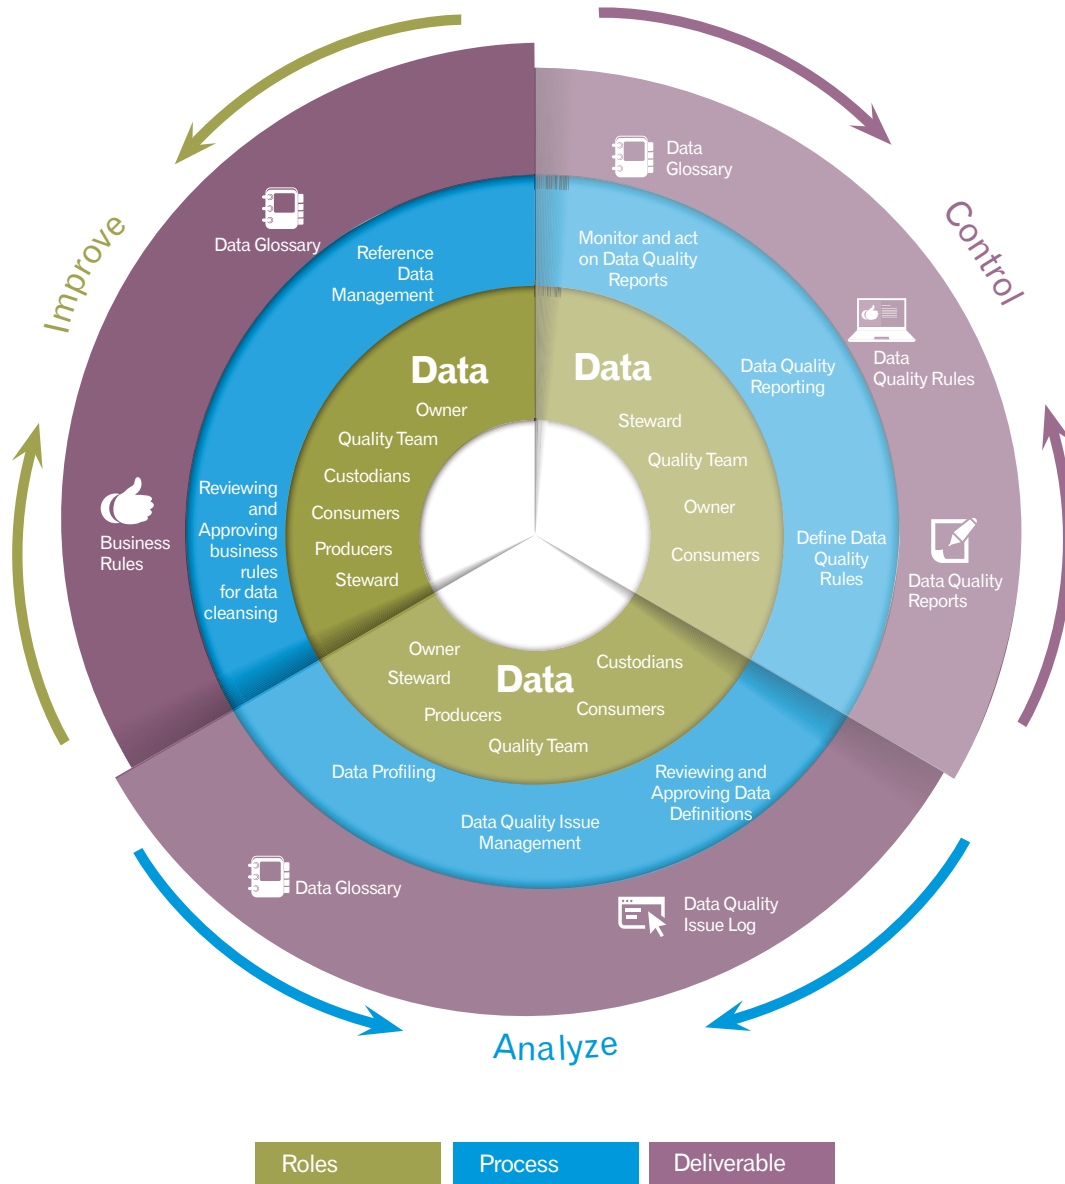 Improve
Control
Data Glossary
Reference
Data
Management
Data
Owner
Quality Team
Custodians
Consumers
Producers
Steward
Business
Rules
Reviewing
and
Approving
business
rules
for data
cleansing
Data
Glossary
Monitor and act
on Data Quality
Reports
Data
Quality Rules
Data Quality
Reporting
Data
Steward
Quality Team
Owner
Consumers
Define Data
Quality
Rules
Data Quality
Reports
Owner
Steward
Data
Custodians
Producers
Consumers
Quality Team
Data Profiling
Data Quality Issue
Management
Reviewing and
Approving Data
Definitions
Data Glossary
Data Quality
Issue Log
Analyze
Roles
Process
Deliverable